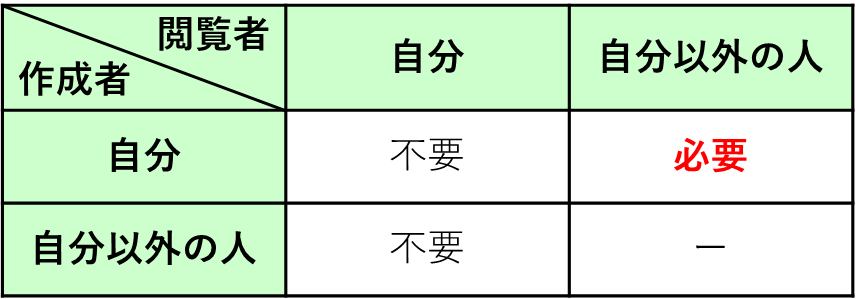 閲覧者
作成者
自分
自分以外の人
自分
不要
必要
自分以外の人
不要
ー